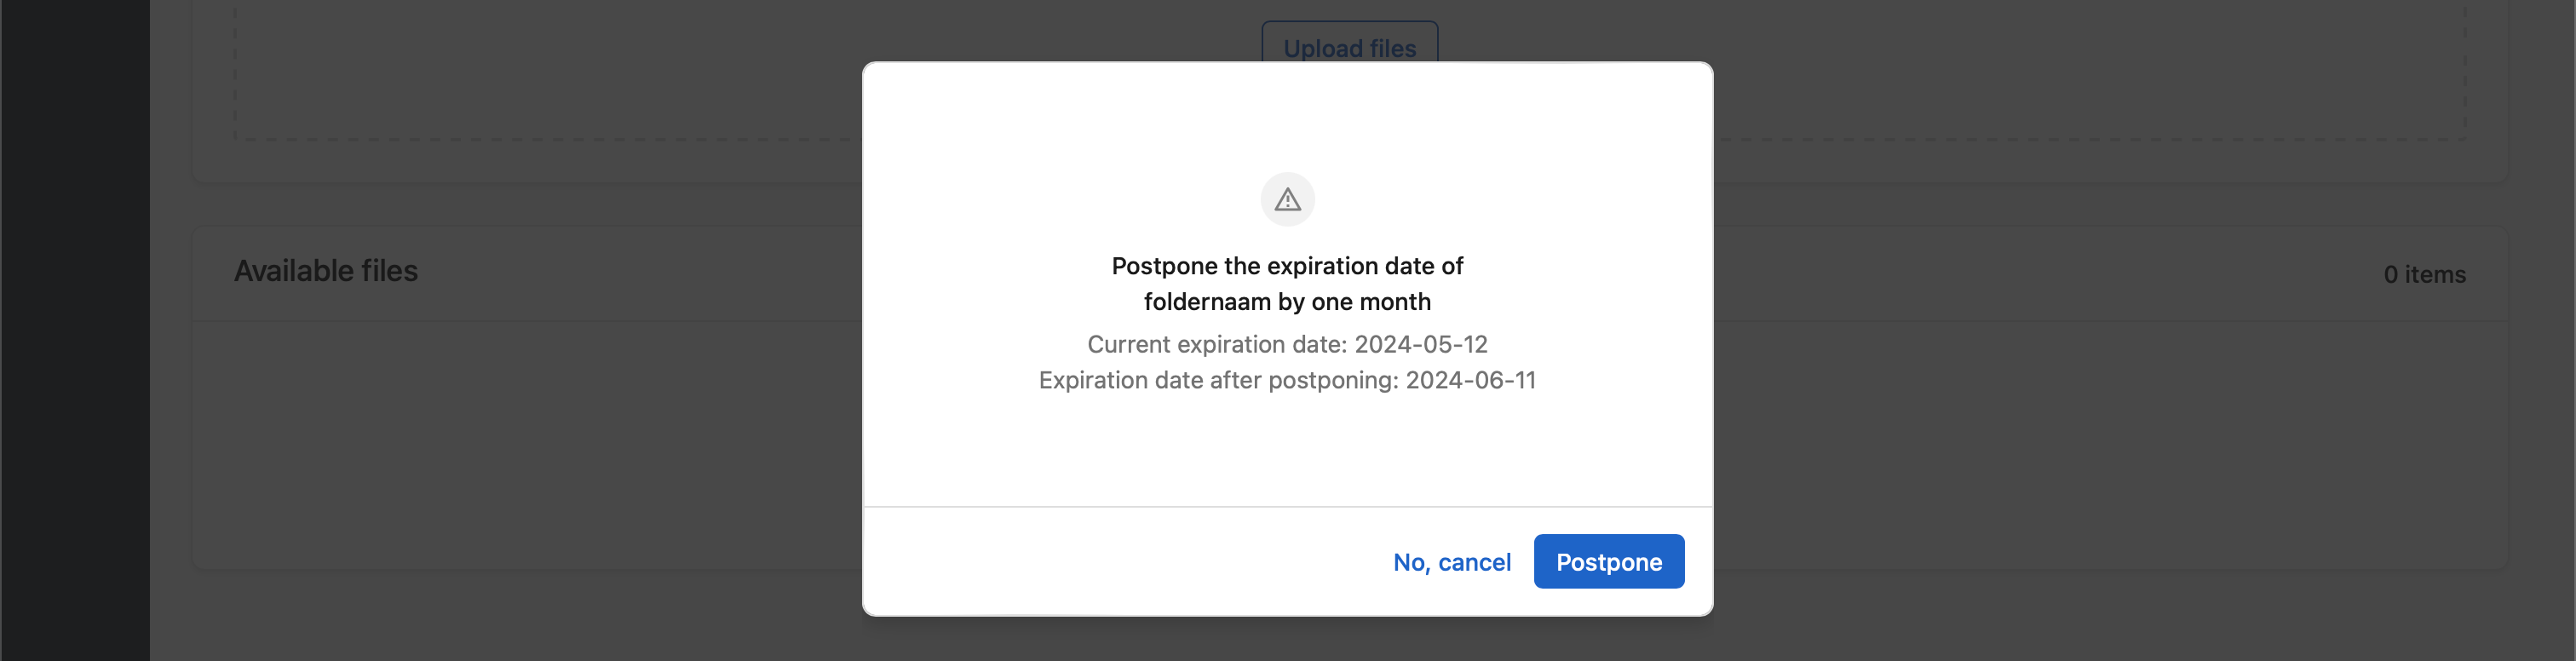 Upload files
Available files
0 items
Postpone the expiration date of
foldernaam by one month
Current expiration date: 2024-05-12
Expiration date after postponing: 2024-06-11
No, cancel
Postpone